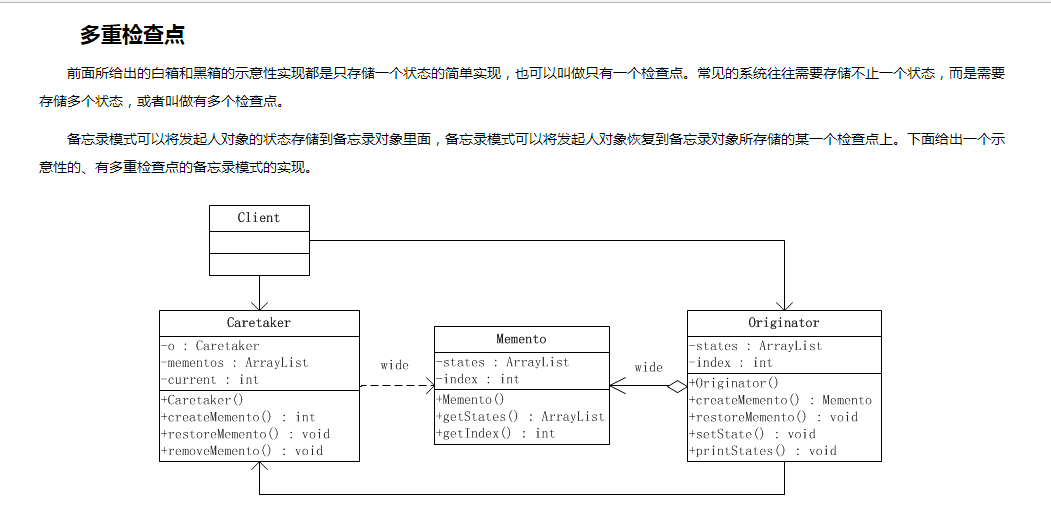 多重检查点
前面所给出的白箱和黑箱的示意性实现都是只存储一个状态的简单实现，也可以叫做只有一个检查点。常见的系统往往需要存储不止一个状态，而是需要
存储多个状态，或者叫做有多个检查点。
备忘录模式可以将发起人对象的状态存储到备忘录对象里面，备忘录模式可以将发起人对象恢复到备忘录对象所存储的某一个检查点上。下面给出一个示
意性的、有多重检查点的备忘录模式的实现。
Client
Caretaker
-o : Caretaker
-mementos : ArrayList
-current : int
+Caretaker()
+createMemento() : int
+restoreMemento() : void
+removeMemento() : void
wide
Memento
-states : ArrayList
-index : int
+Memento()
+getStates() : ArrayList
+getIndex() : int
wide
Originator
-states : ArrayList
-index : int
+Originator()
+createMemento() : Memento
+restoreMemento() : void
+setState() : void
+printStates() : void